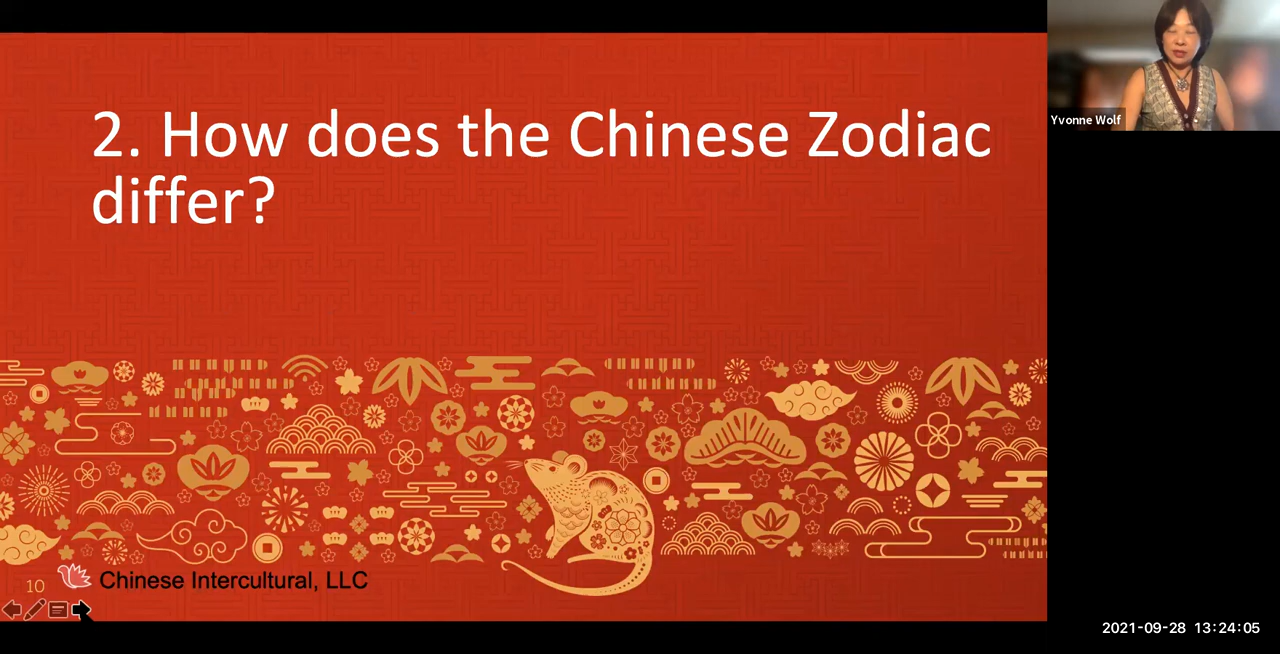 2. How does the Chinese Zodiac
differ?
Yvonne Wolf
10
Chinese Intercultural, LLC
2021-09-28 13:24:05